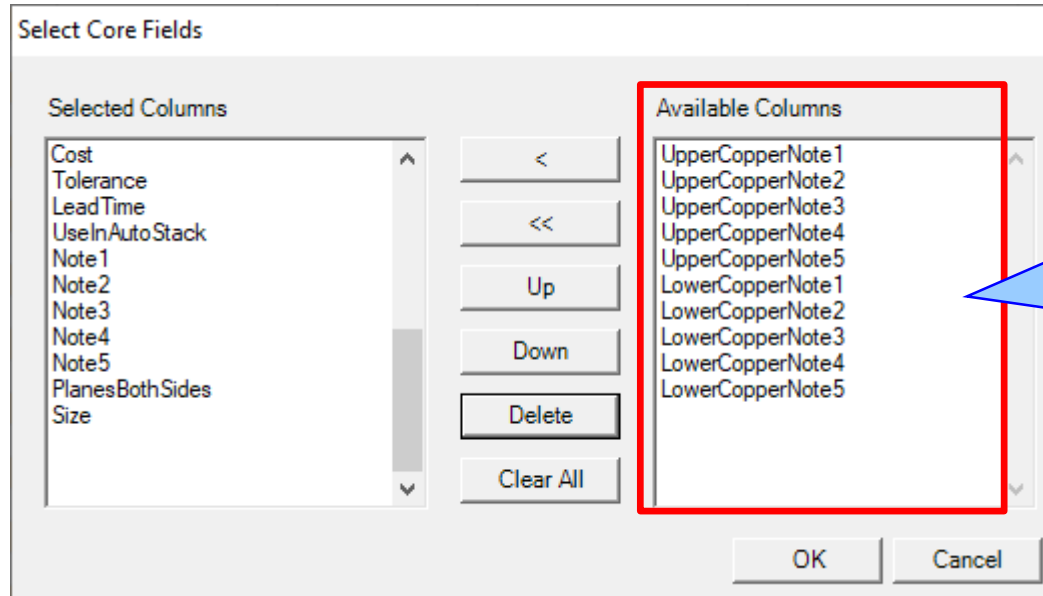 Select Core Fields
Selected Columns
Cost
Tolerance
LeadTime
UseInAutoStack
Note1
Note2
Note3
Note4
Note5
PlanesBothSides
Size
<
<<
Up
Down
Delete
Clear All
Available Columns
UpperCopperNote1
UpperCopperNote2
UpperCopperNote3
UpperCopperNote4
UpperCopperNote5
LowerCopperNote1
LowerCopperNote2
LowerCopperNote3
LowerCopperNote4
LowerCopperNote5
OK
Cancel